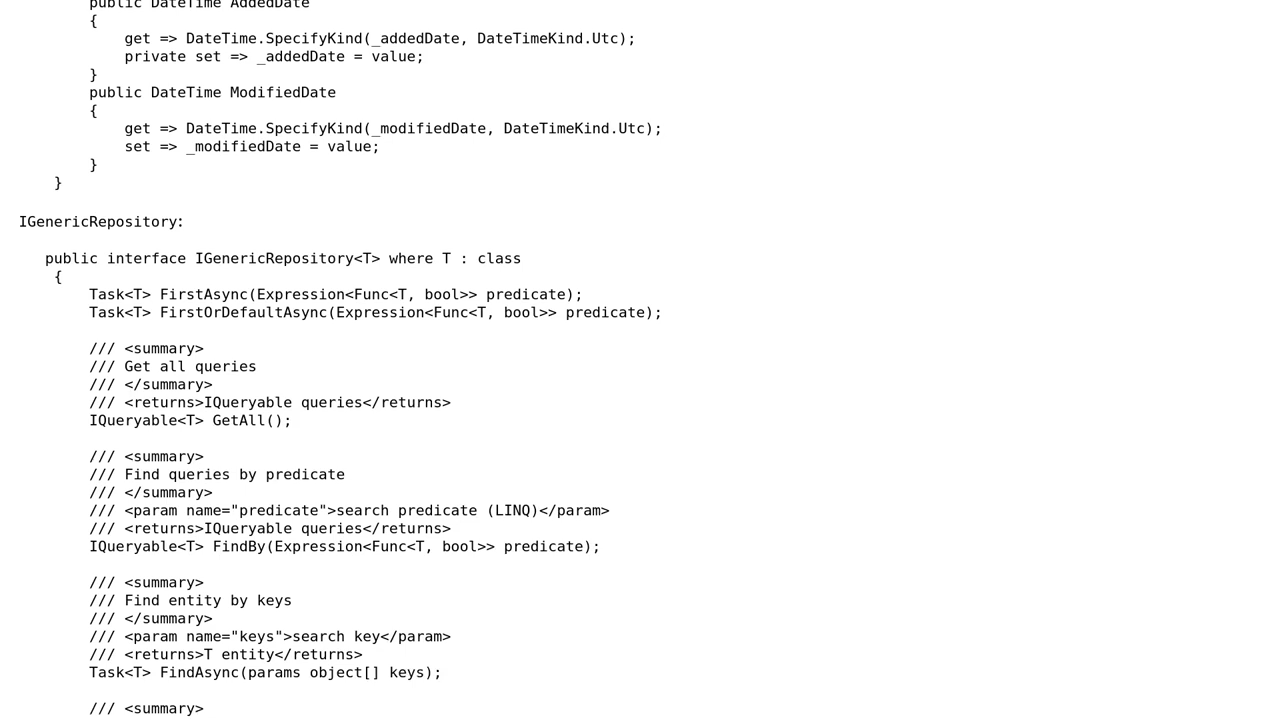 public DateTime AddedDate
        {
            get => DateTime.SpecifyKind(_addedDate, DateTimeKind.Utc);
            private set => _addedDate = value;
        }
        public DateTime ModifiedDate
        {
            get => DateTime.SpecifyKind(_modifiedDate, DateTimeKind.Utc);
            set => _modifiedDate = value;
        }
    }

IGenericRepository:

   public interface IGenericRepository<T> where T : class
    {
        Task<T> FirstAsync(Expression<Func<T, bool>> predicate);
        Task<T> FirstOrDefaultAsync(Expression<Func<T, bool>> predicate);

        /// <summary>
        /// Get all queries
        /// </summary>
        /// <returns>IQueryable queries</returns>
        IQueryable<T> GetAll();

        /// <summary>
        /// Find queries by predicate
        /// </summary>
        /// <param name="predicate">search predicate (LINQ)</param>
        /// <returns>IQueryable queries</returns>
        IQueryable<T> FindBy(Expression<Func<T, bool>> predicate);

        /// <summary>
        /// Find entity by keys
        /// </summary>
        /// <param name="keys">search key</param>
        /// <returns>T entity</returns>
        Task<T> FindAsync(params object[] keys);

        /// <summary>